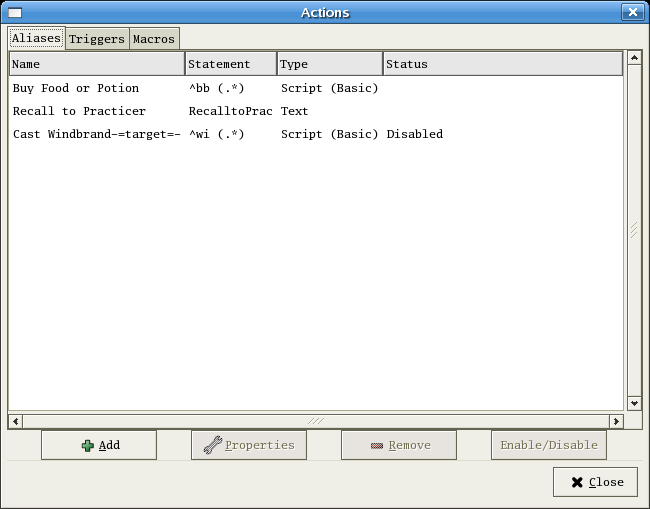 Actions
Aliases Triggers Macros
Name Statement Type Status
Buy Food or Potion ^bb (.*) Script (Basic)
Recall to Practicer RecalltoPrac Text
Cast Windbrand-=target=- ^wi (.*) Script (Basic) Disabled
Add Properties Remove Enable/Disable
Close